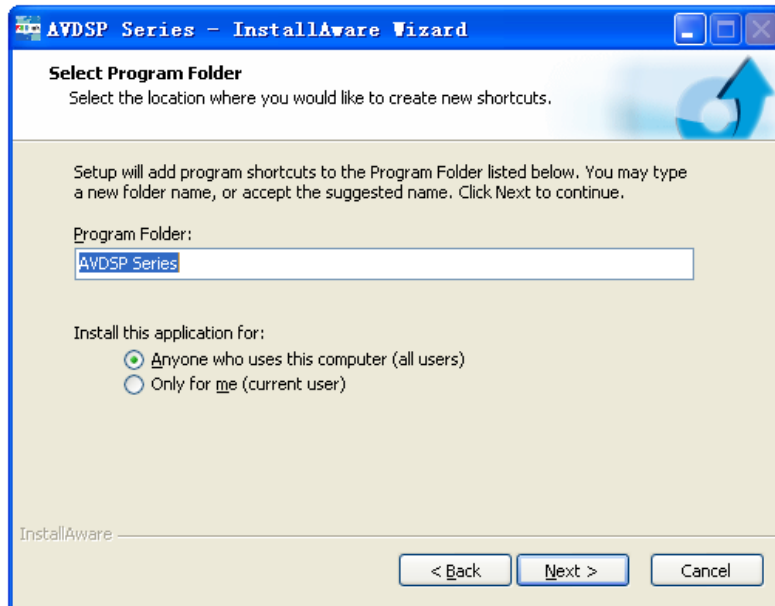 AVDSP Series - InstallAware Wizard
Select Program Folder
Select the location where you would like to create new shortcuts.
Setup will add program shortcuts to the Program Folder listed below. You may type
a new folder name, or accept the suggested name. Click Next to continue.
Program Folder:
AVDSP Series
Install this application for:
Anyone who uses this computer (all users)
Only for me (current user)
InstallAware
< Back Next > Cancel